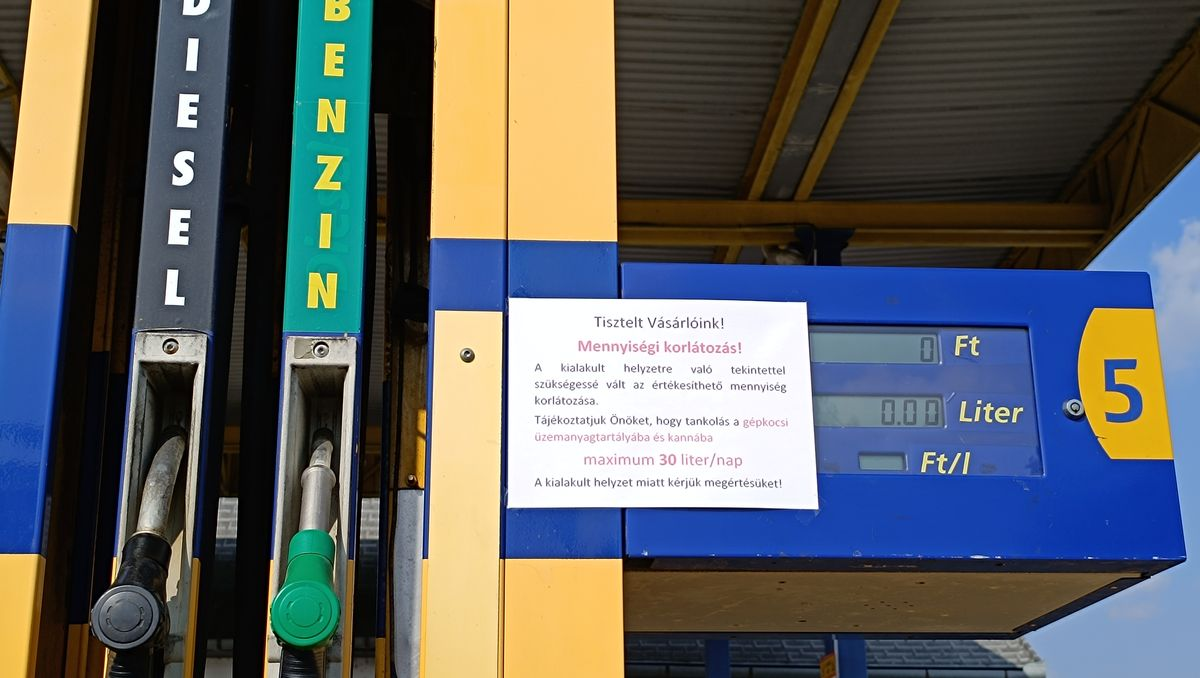 DIESEL
BENZIN
Tisztelt Vásárlóink!
Mennyiségi korlátozás!
A kialakult helyzetre való tekintettel
szükségessé vált az értékesíthető mennyiség
korlátozása.
Tájékoztatjuk Önöket, hogy tankolás a gépkocsi
üzemanyagtartályába és kannába
maximum 30 liter/nap
A kialakult helyzet miatt kérjük megértésüket!
0 Ft
0.00 Liter
Ft/l
5